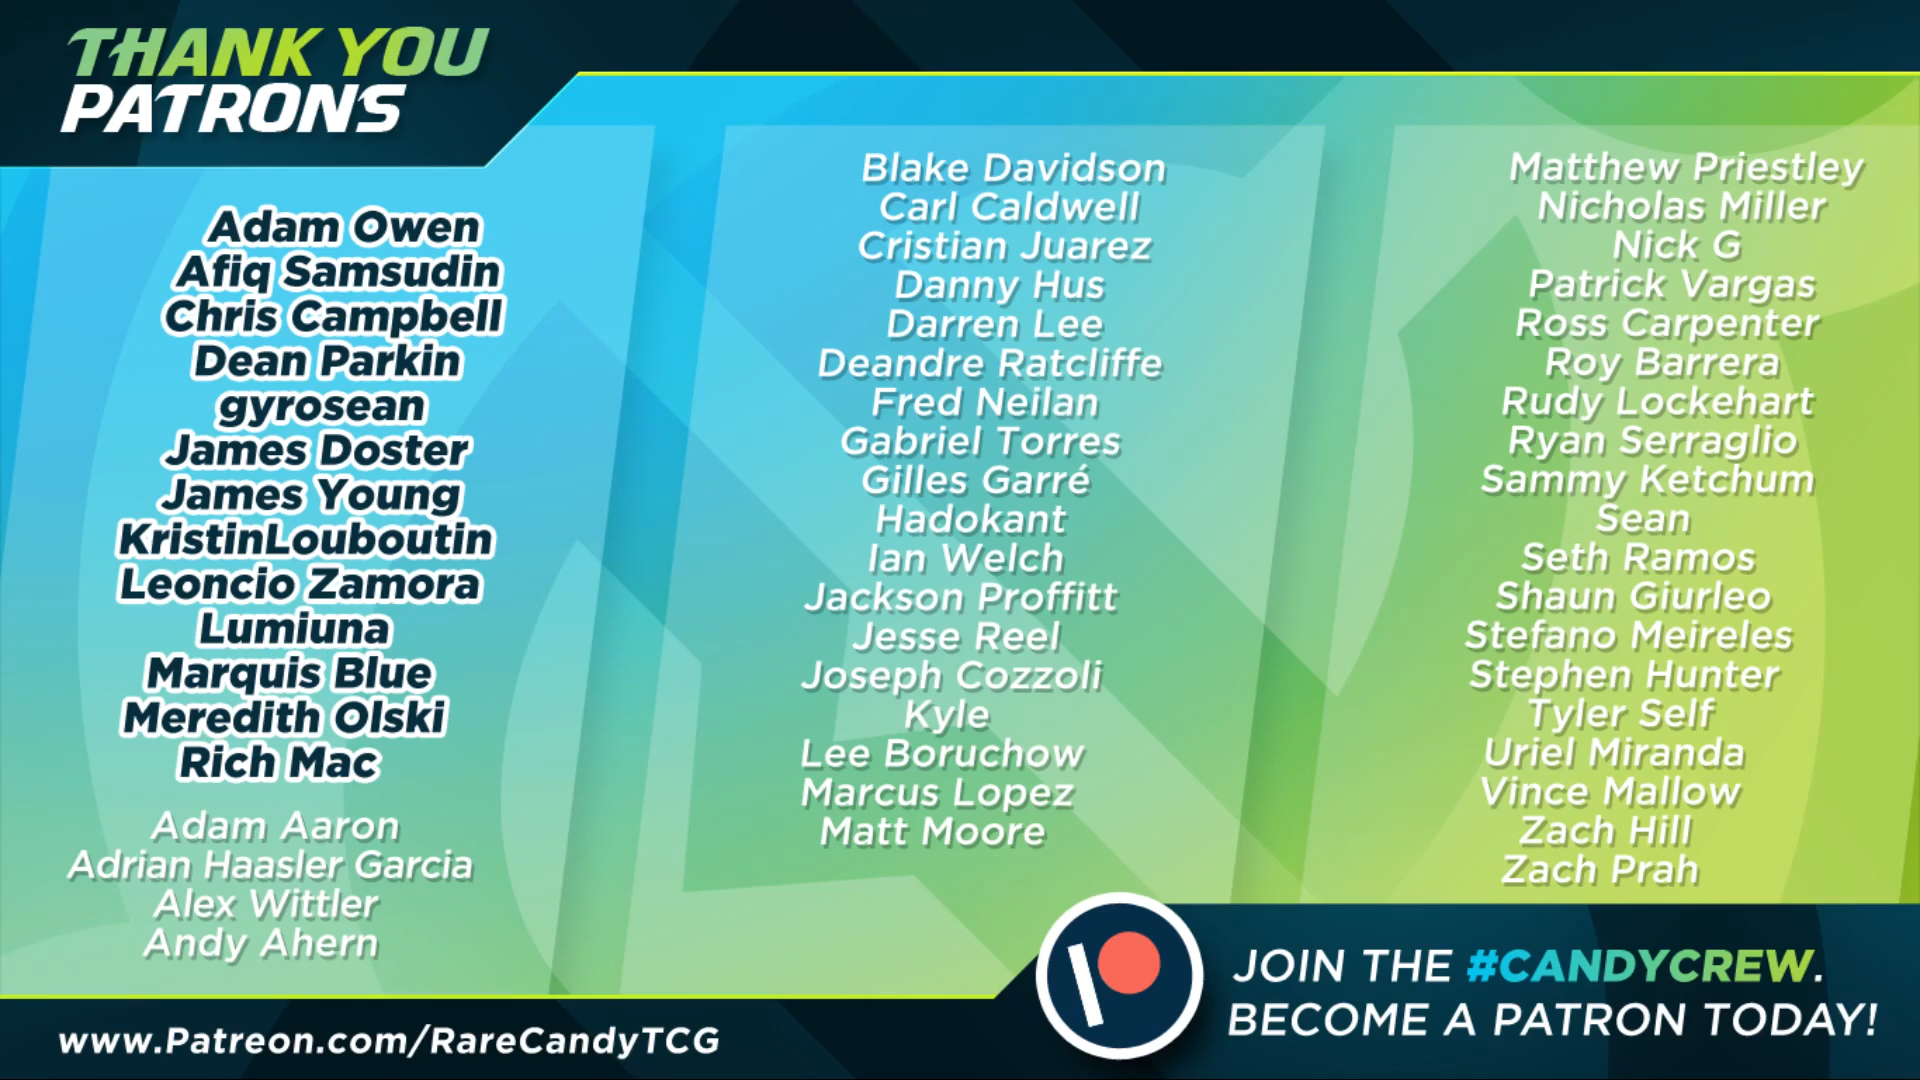 THANK YOU
PATRONS
Adam Owen
Afiq Samsudin
Chris Campbell
Dean Parkin
gyrosean
James Doster
James Young
KristinLouboutin
Leoncio Zamora
Lumiuna
Marquis Blue
Meredith Olski
Rich Mac
Adam Aaron
Adrian Haasler Garcia
Alex Wittler
Andy Ahern
Blake Davidson
Carl Caldwell
Cristian Juarez
Danny Hus
Darren Lee
Deandre Ratcliffe
Fred Neilan
Gabriel Torres
Gilles Garré
Hadokant
Ian Welch
Jackson Proffitt
Jesse Reel
Joseph Cozzoli
Kyle
Lee Boruchow
Marcus Lopez
Matt Moore
Matthew Priestley
Nicholas Miller
Nick G
Patrick Vargas
Ross Carpenter
Roy Barrera
Rudy Lockehart
Ryan Serraglio
Sammy Ketchum
Sean
Seth Ramos
Shaun Giurleo
Stefano Meireles
Stephen Hunter
Tyler Self
Uriel Miranda
Vince Mallow
Zach Hill
Zach Prah
www.Patreon.com/RareCandyTCG
JOIN THE #CANDYCREW.
BECOME A PATRON TODAY!